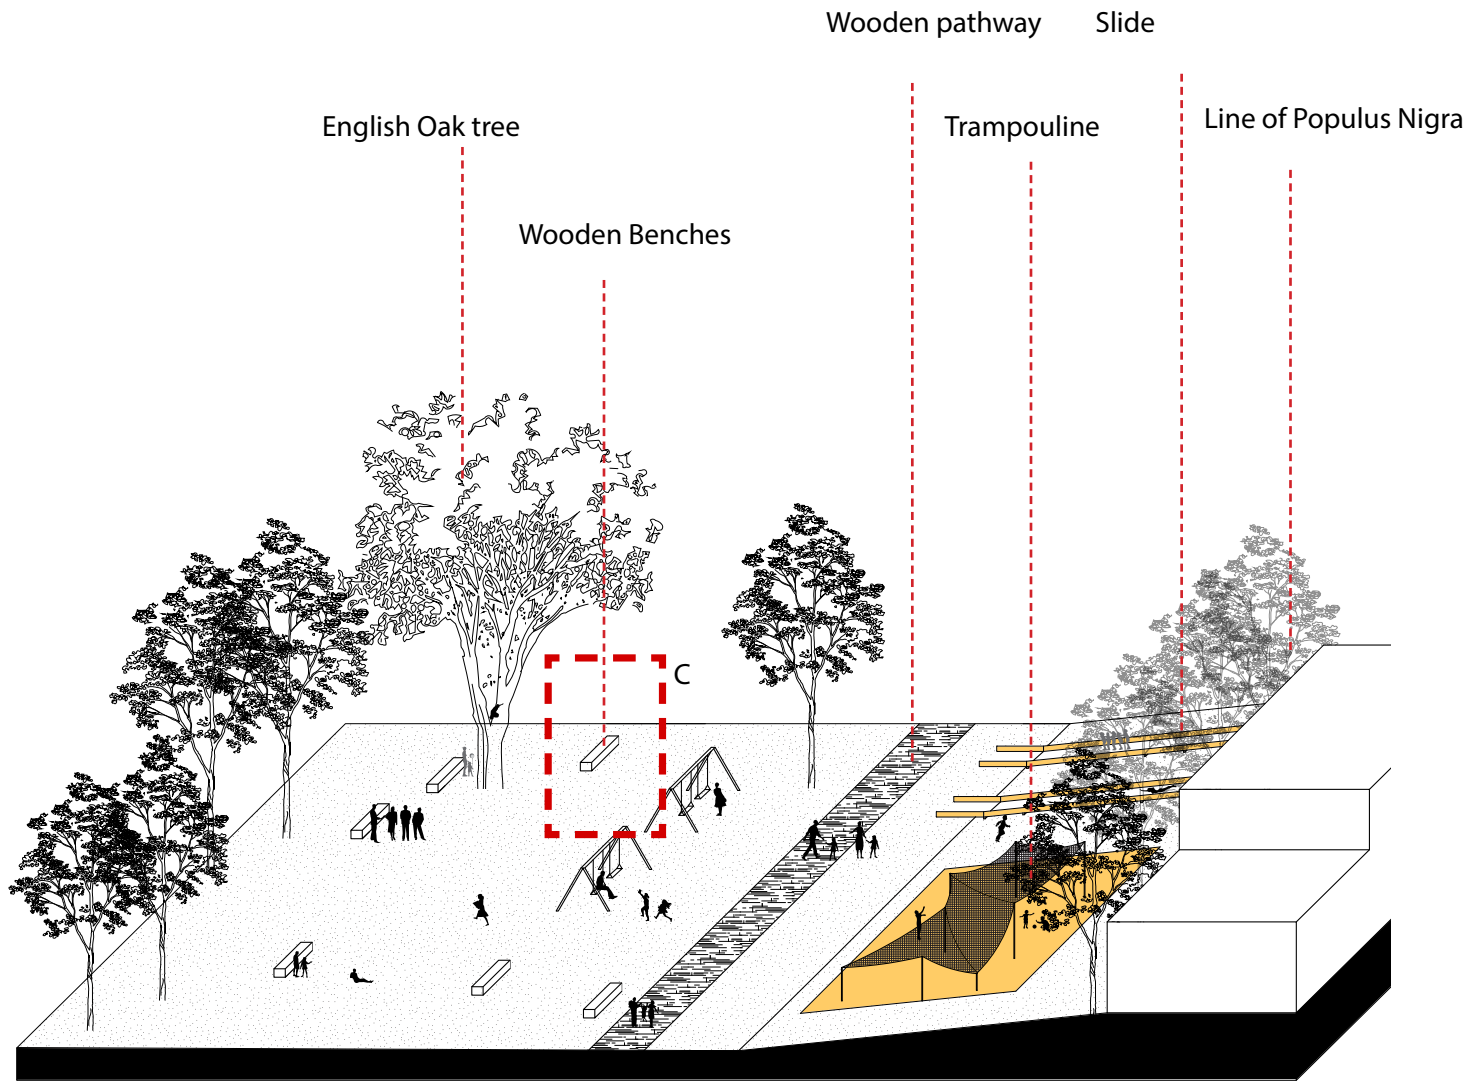 Wooden pathway
Slide
English Oak tree
Trampouline
Line of Populus Nigra
Wooden Benches
C